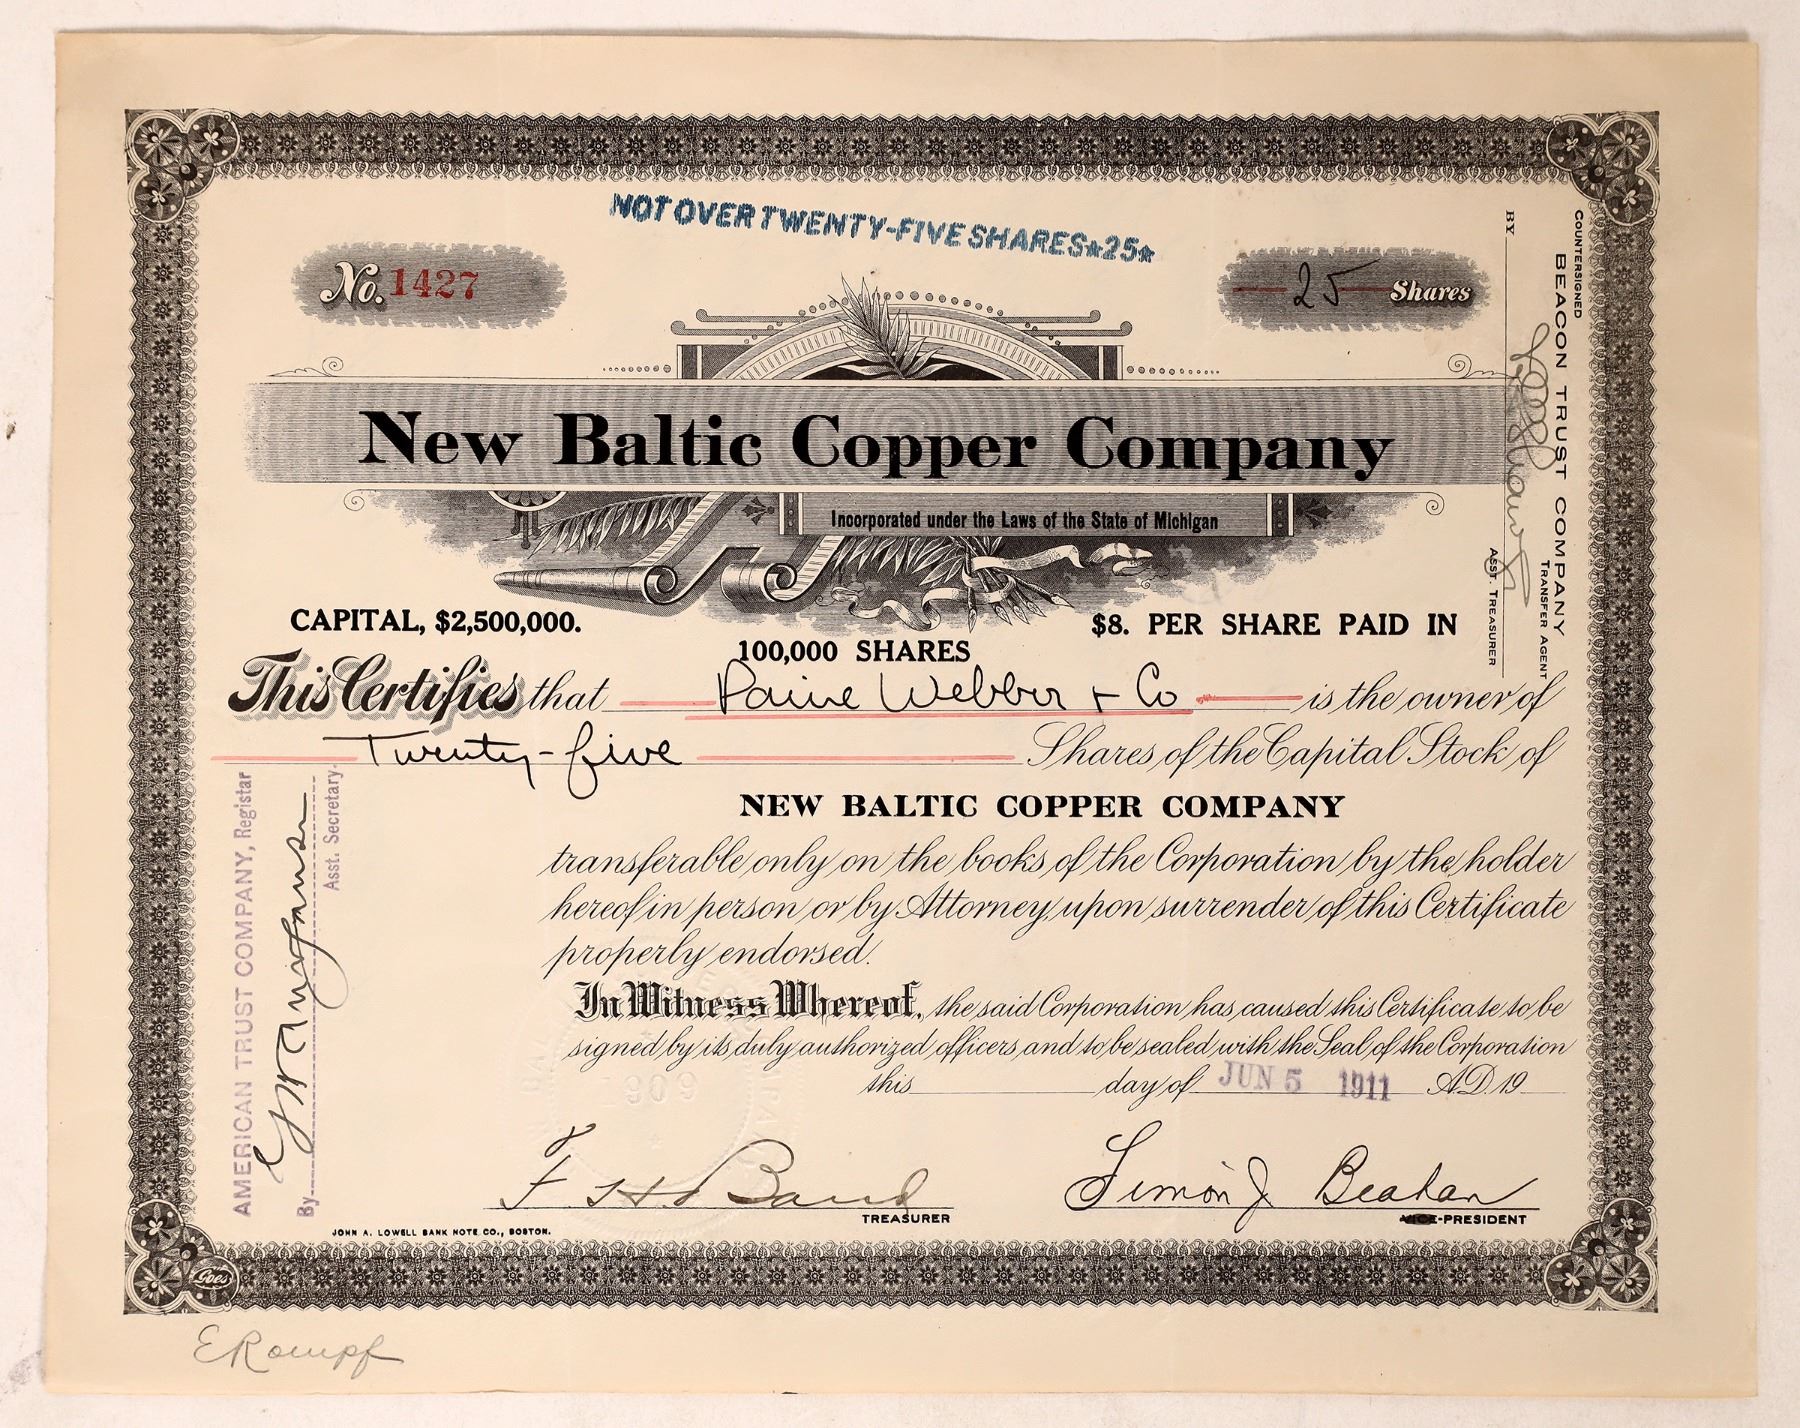 NOT OVER TWENTY-FIVE SHARES★25★
No. 1427
25 Shares
New Baltic Copper Company
Incorporated under the Laws of the State of Michigan
CAPITAL, $2,500,000.
100,000 SHARES
$8. PER SHARE PAID IN
This Certifies that Paine Webber + Co is the owner of
Twenty-five Shares of the Capital Stock of
NEW BALTIC COPPER COMPANY
transferable only on the books of the Corporation by the holder
hereof in person or by Attorney, upon surrender of this Certificate
properly endorsed.
In Witness Whereof, the said Corporation has caused this Certificate to be
signed by its duly authorized officers, and to be sealed with the Seal of the Corporation
this day of JUN 5 1911 A.D. 19
Simon J. Beahan
TREASURER
VICE-PRESIDENT
JOHN A. LOWELL BANK NOTE CO., BOSTON.
Goes
COUNTERSIGNED
BEACON TRUST COMPANY
TRANSFER AGENT
BY
ASST. TREASURER
AMERICAN TRUST COMPANY, Registar
By
Asst. Secretary.
1909
E Rompf